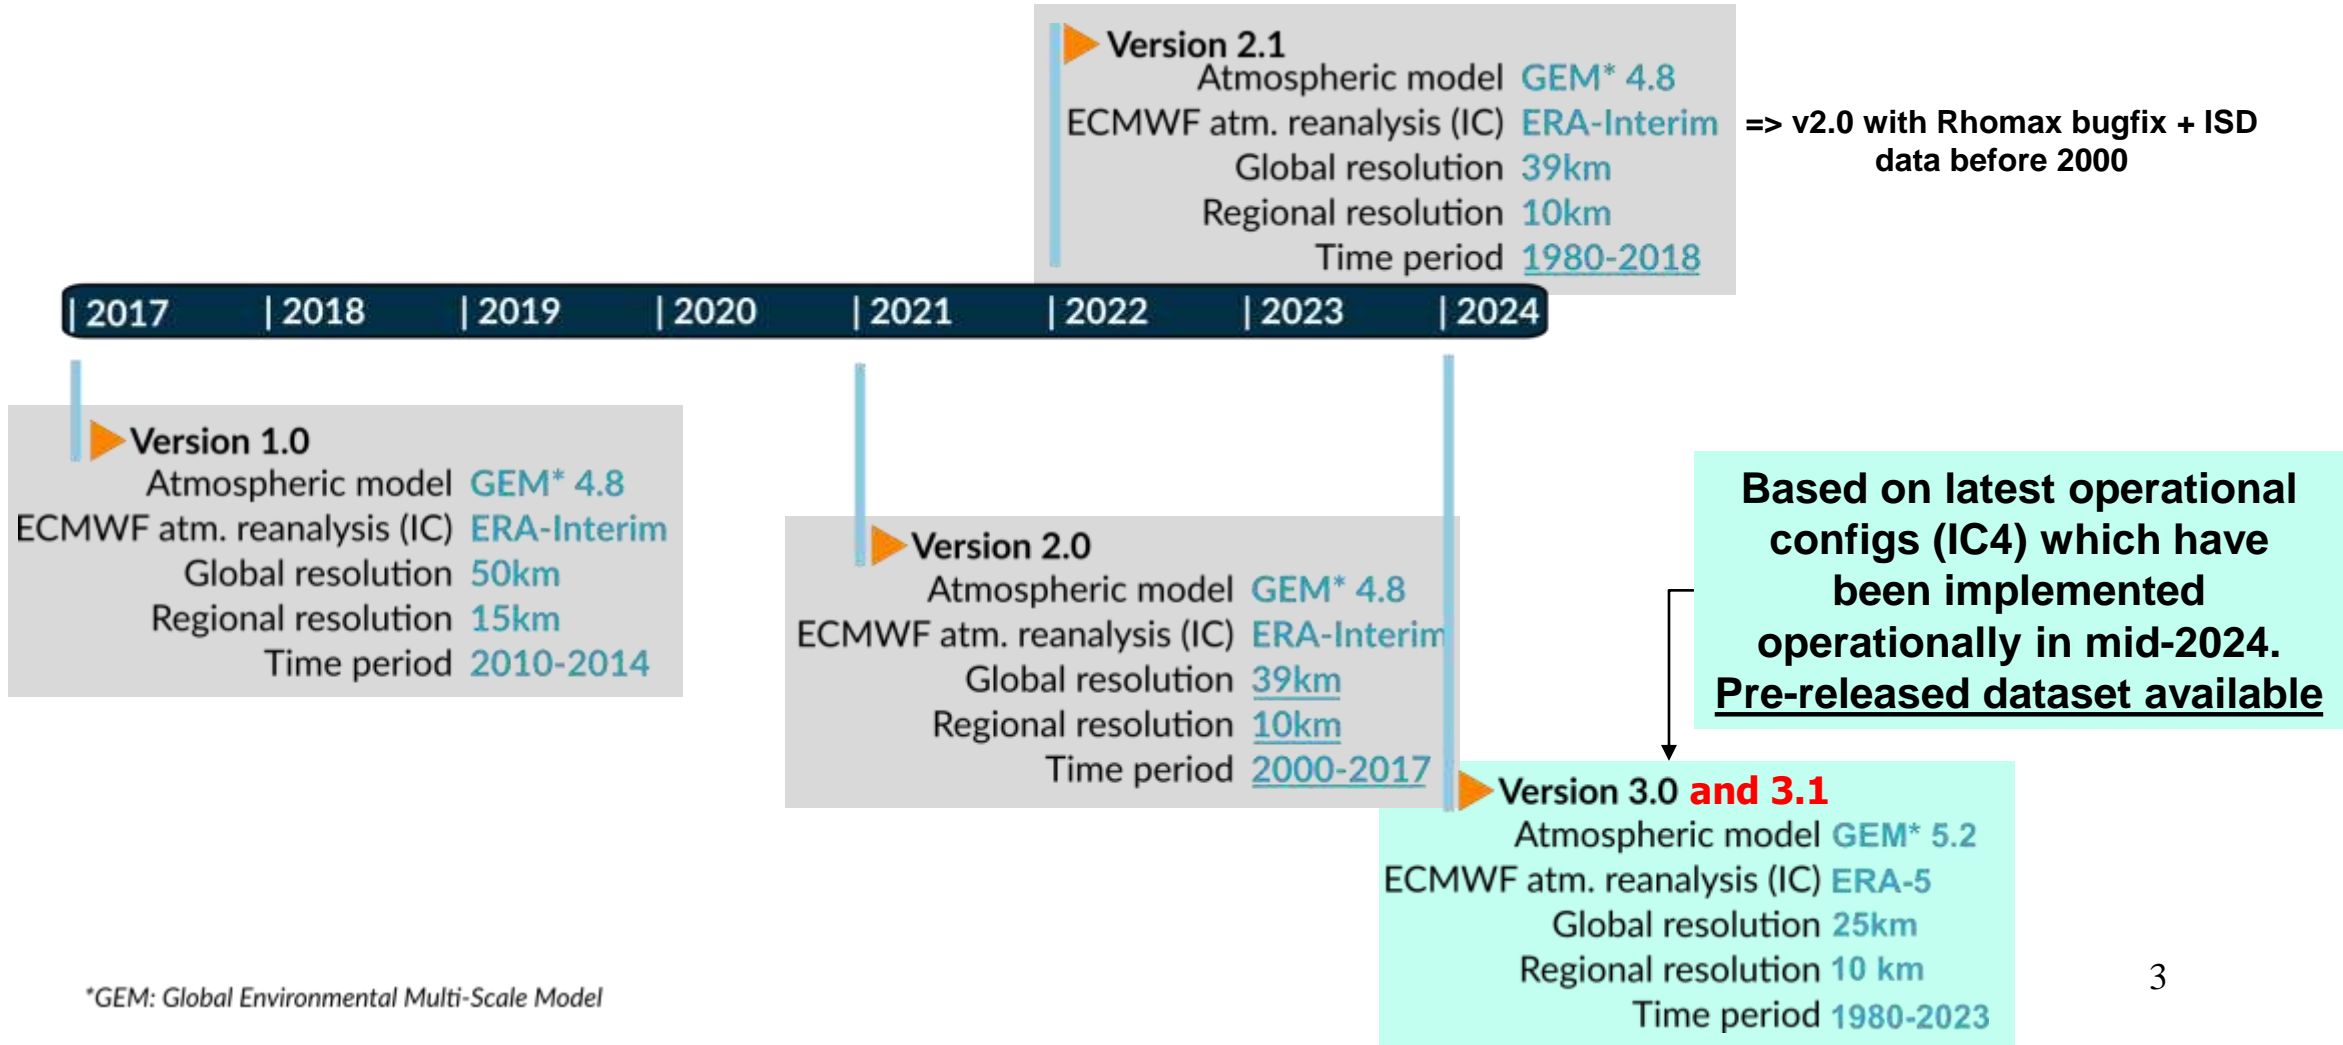 Version 2.1
Atmospheric model GEM* 4.8
ECMWF atm. reanalysis (IC) ERA-Interim
Global resolution 39km
Regional resolution 10km
Time period 1980-2018
=> v2.0 with Rhomax bugfix + ISD
data before 2000
| 2017 | 2018 | 2019 | 2020 | 2021 | 2022 | 2023 | 2024
Version 1.0
Atmospheric model GEM* 4.8
ECMWF atm. reanalysis (IC) ERA-Interim
Global resolution 50km
Regional resolution 15km
Time period 2010-2014
Version 2.0
Atmospheric model GEM* 4.8
ECMWF atm. reanalysis (IC) ERA-Interim
Global resolution 39km
Regional resolution 10km
Time period 2000-2017
Based on latest operational
configs (IC4) which have
been implemented
operationally in mid-2024.
Pre-released dataset available
Version 3.0 and 3.1
Atmospheric model GEM* 5.2
ECMWF atm. reanalysis (IC) ERA-5
Global resolution 25km
Regional resolution 10 km
Time period 1980-2023
*GEM: Global Environmental Multi-Scale Model
3